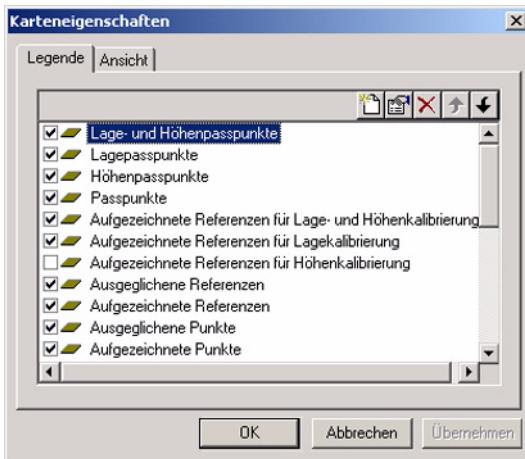 Karteneigenschaften
Legende Ansicht
Lage- und Höhenpasspunkte
Lagepasspunkte
Höhenpasspunkte
Passpunkte
Aufgezeichnete Referenzen für Lage- und Höhenkalibrierung
Aufgezeichnete Referenzen für Lagekalibrierung
Aufgezeichnete Referenzen für Höhenkalibrierung
Ausgeglichene Referenzen
Aufgezeichnete Referenzen
Ausgeglichene Punkte
Aufgezeichnete Punkte
OK Abbrechen Übernehmen